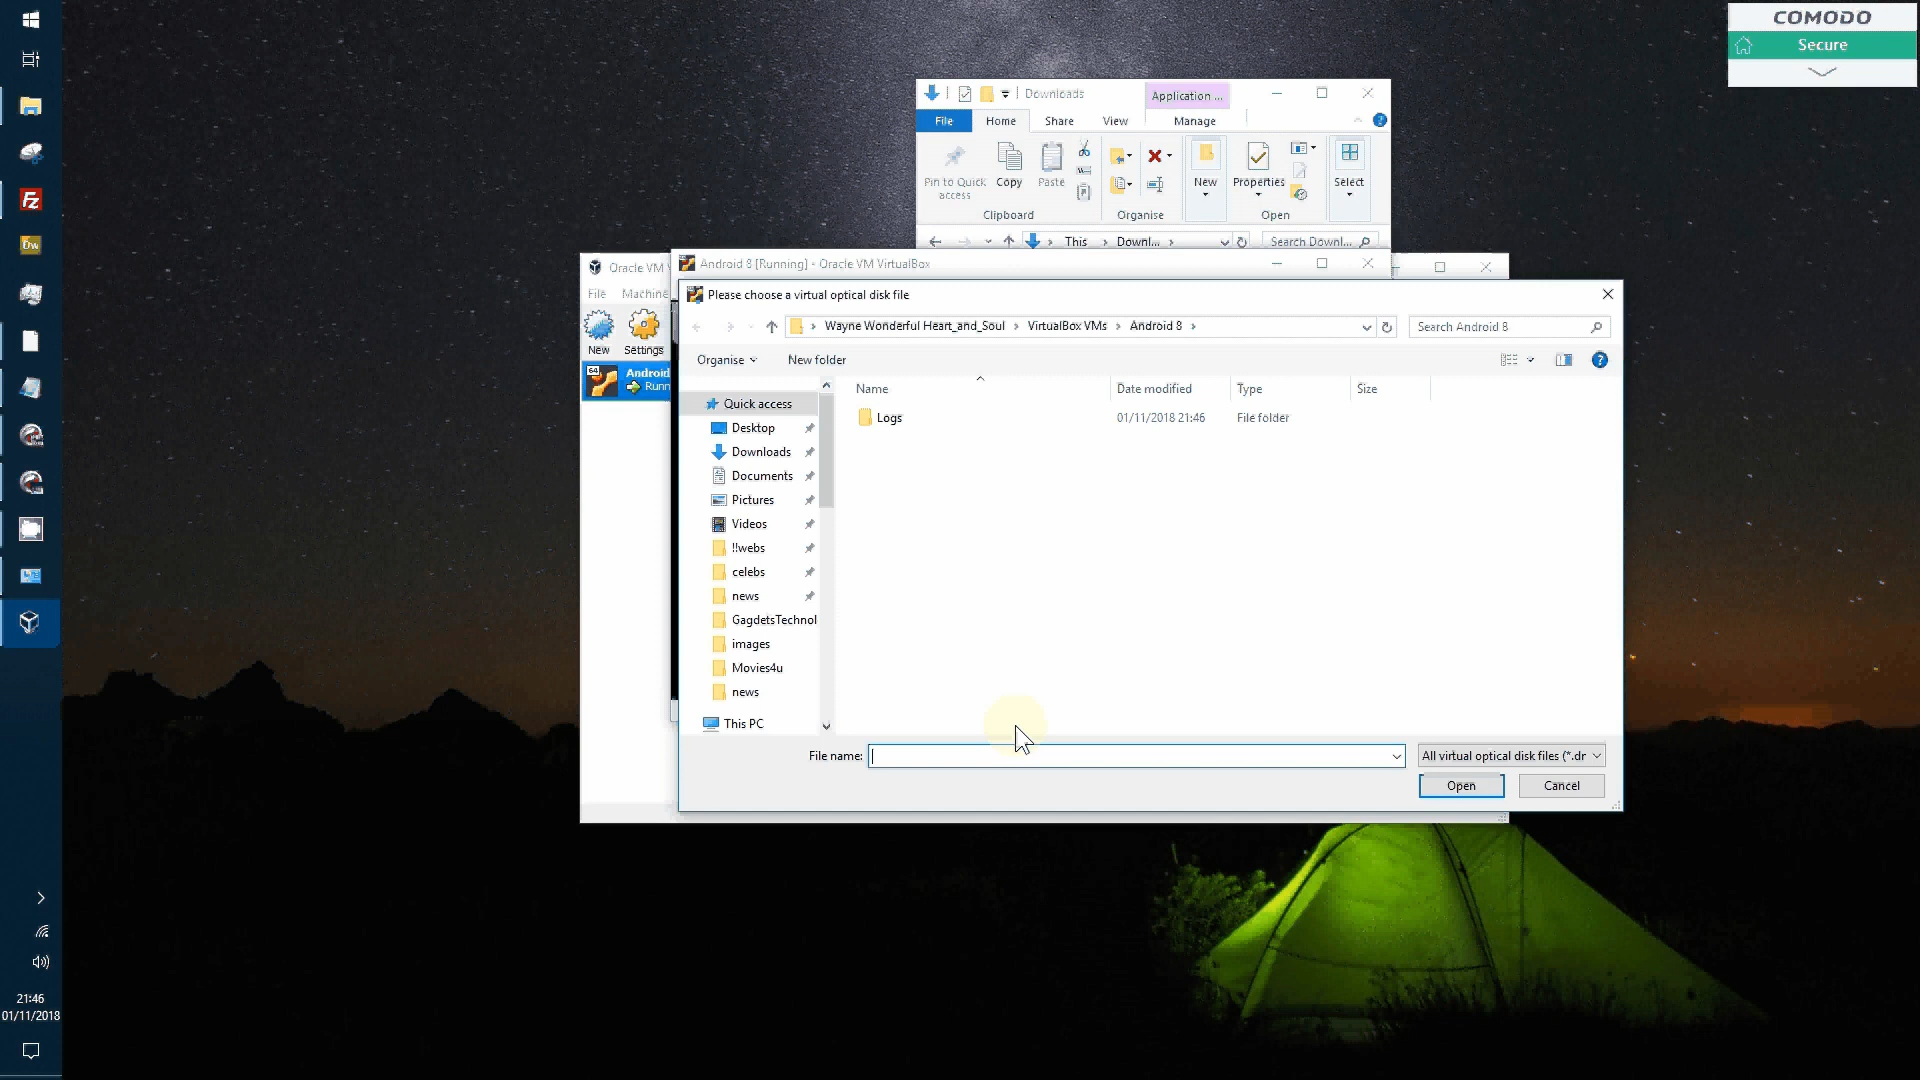 COMODO
Secure
Downloads
Application ...
File
Home
Share
View
Manage
Pin to Quick access
Copy
Paste
New
Properties
Select
Clipboard
Organise
Open
This
Downl...
Search Downl...
Oracle VM V
File
Machine
New
Settings
64
Android
Runn
Android 8 [Running] - Oracle VM VirtualBox
Please choose a virtual optical disk file
Wayne Wonderful Heart_and_Soul
VirtualBox VMs
Android 8
Search Android 8
Organise
New folder
Name
Date modified
Type
Size
Logs
01/11/2018 21:46
File folder
Quick access
Desktop
Downloads
Documents
Pictures
Videos
!!webs
celebs
news
GagdetsTechnol
images
Movies4u
news
This PC
File name:
All virtual optical disk files (*.dr
Open
Cancel
Fz
Dw
21:46
01/11/2018